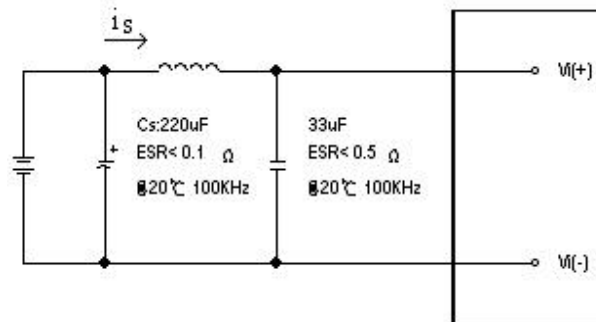 is
Vi(+)
Cs:220uF
ESR< 0.1 Ω
@20℃ 100KHz
33uF
ESR< 0.5 Ω
@20℃ 100KHz
+
Vi(-)